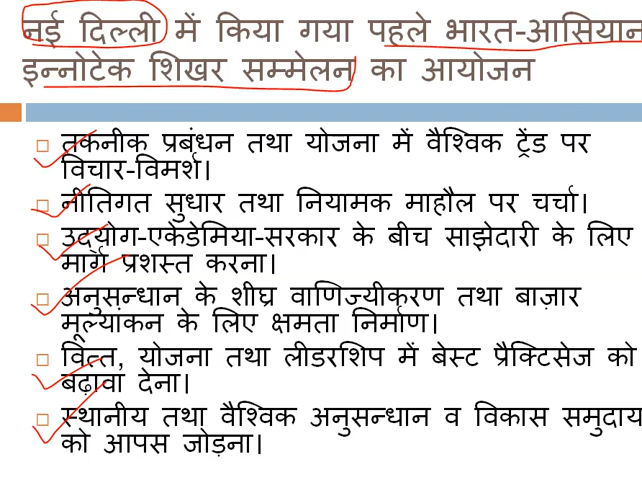 नई दिल्ली में किया गया पहले भारत-आसियान
इन्नोटेक शिखर सम्मेलन का आयोजन
तकनीक प्रबंधन तथा योजना में वैश्विक ट्रेंड पर
विचार-विमर्श।
नीतिगत सुधार तथा नियामक माहौल पर चर्चा।
उदयोग-एकेडेमिया-सरकार के बीच साझेदारी के लिए
मार्ग प्रशस्त करना।
अनुसन्धान के शीघ्र वाणिज्यीकरण तथा बाज़ार
मूल्यांकन के लिए क्षमता निर्माण।
वित्त, योजना तथा लीडरशिप में बेस्ट प्रैक्टिसेज को
बढ़ावा देना।
स्थानीय तथा वैश्विक अनुसन्धान व विकास समुदाय
को आपस जोड़ना।